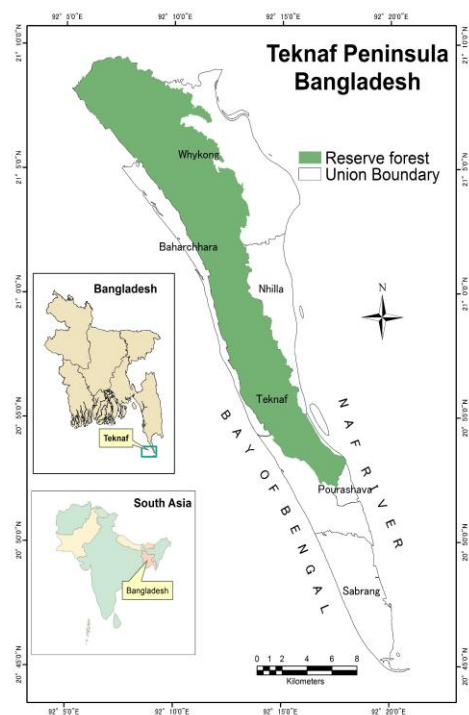 92° 5'0"E
92° 10'0"E
92° 15'0"E
92° 20'0"E
Teknaf Peninsula
Bangladesh
Reserve forest
Union Boundary
21° 10'0"N
21° 10'0"N
21° 5'0"N
21° 5'0"N
21° 0'0"N
21° 0'0"N
20° 55'0"N
20° 55'0"N
20° 50'0"N
20° 50'0"N
20° 45'0"N
20° 45'0"N
Whykong
Baharchhara
Nhilla
N
Teknaf
Pourashava
Sabrang
BAY OF BENGAL
NAF RIVER
Bangladesh
Teknaf
South Asia
Bangladesh
0 1 2 4 6 8
Kilometers
92° 5'0"E
92° 10'0"E
92° 15'0"E
92° 20'0"E